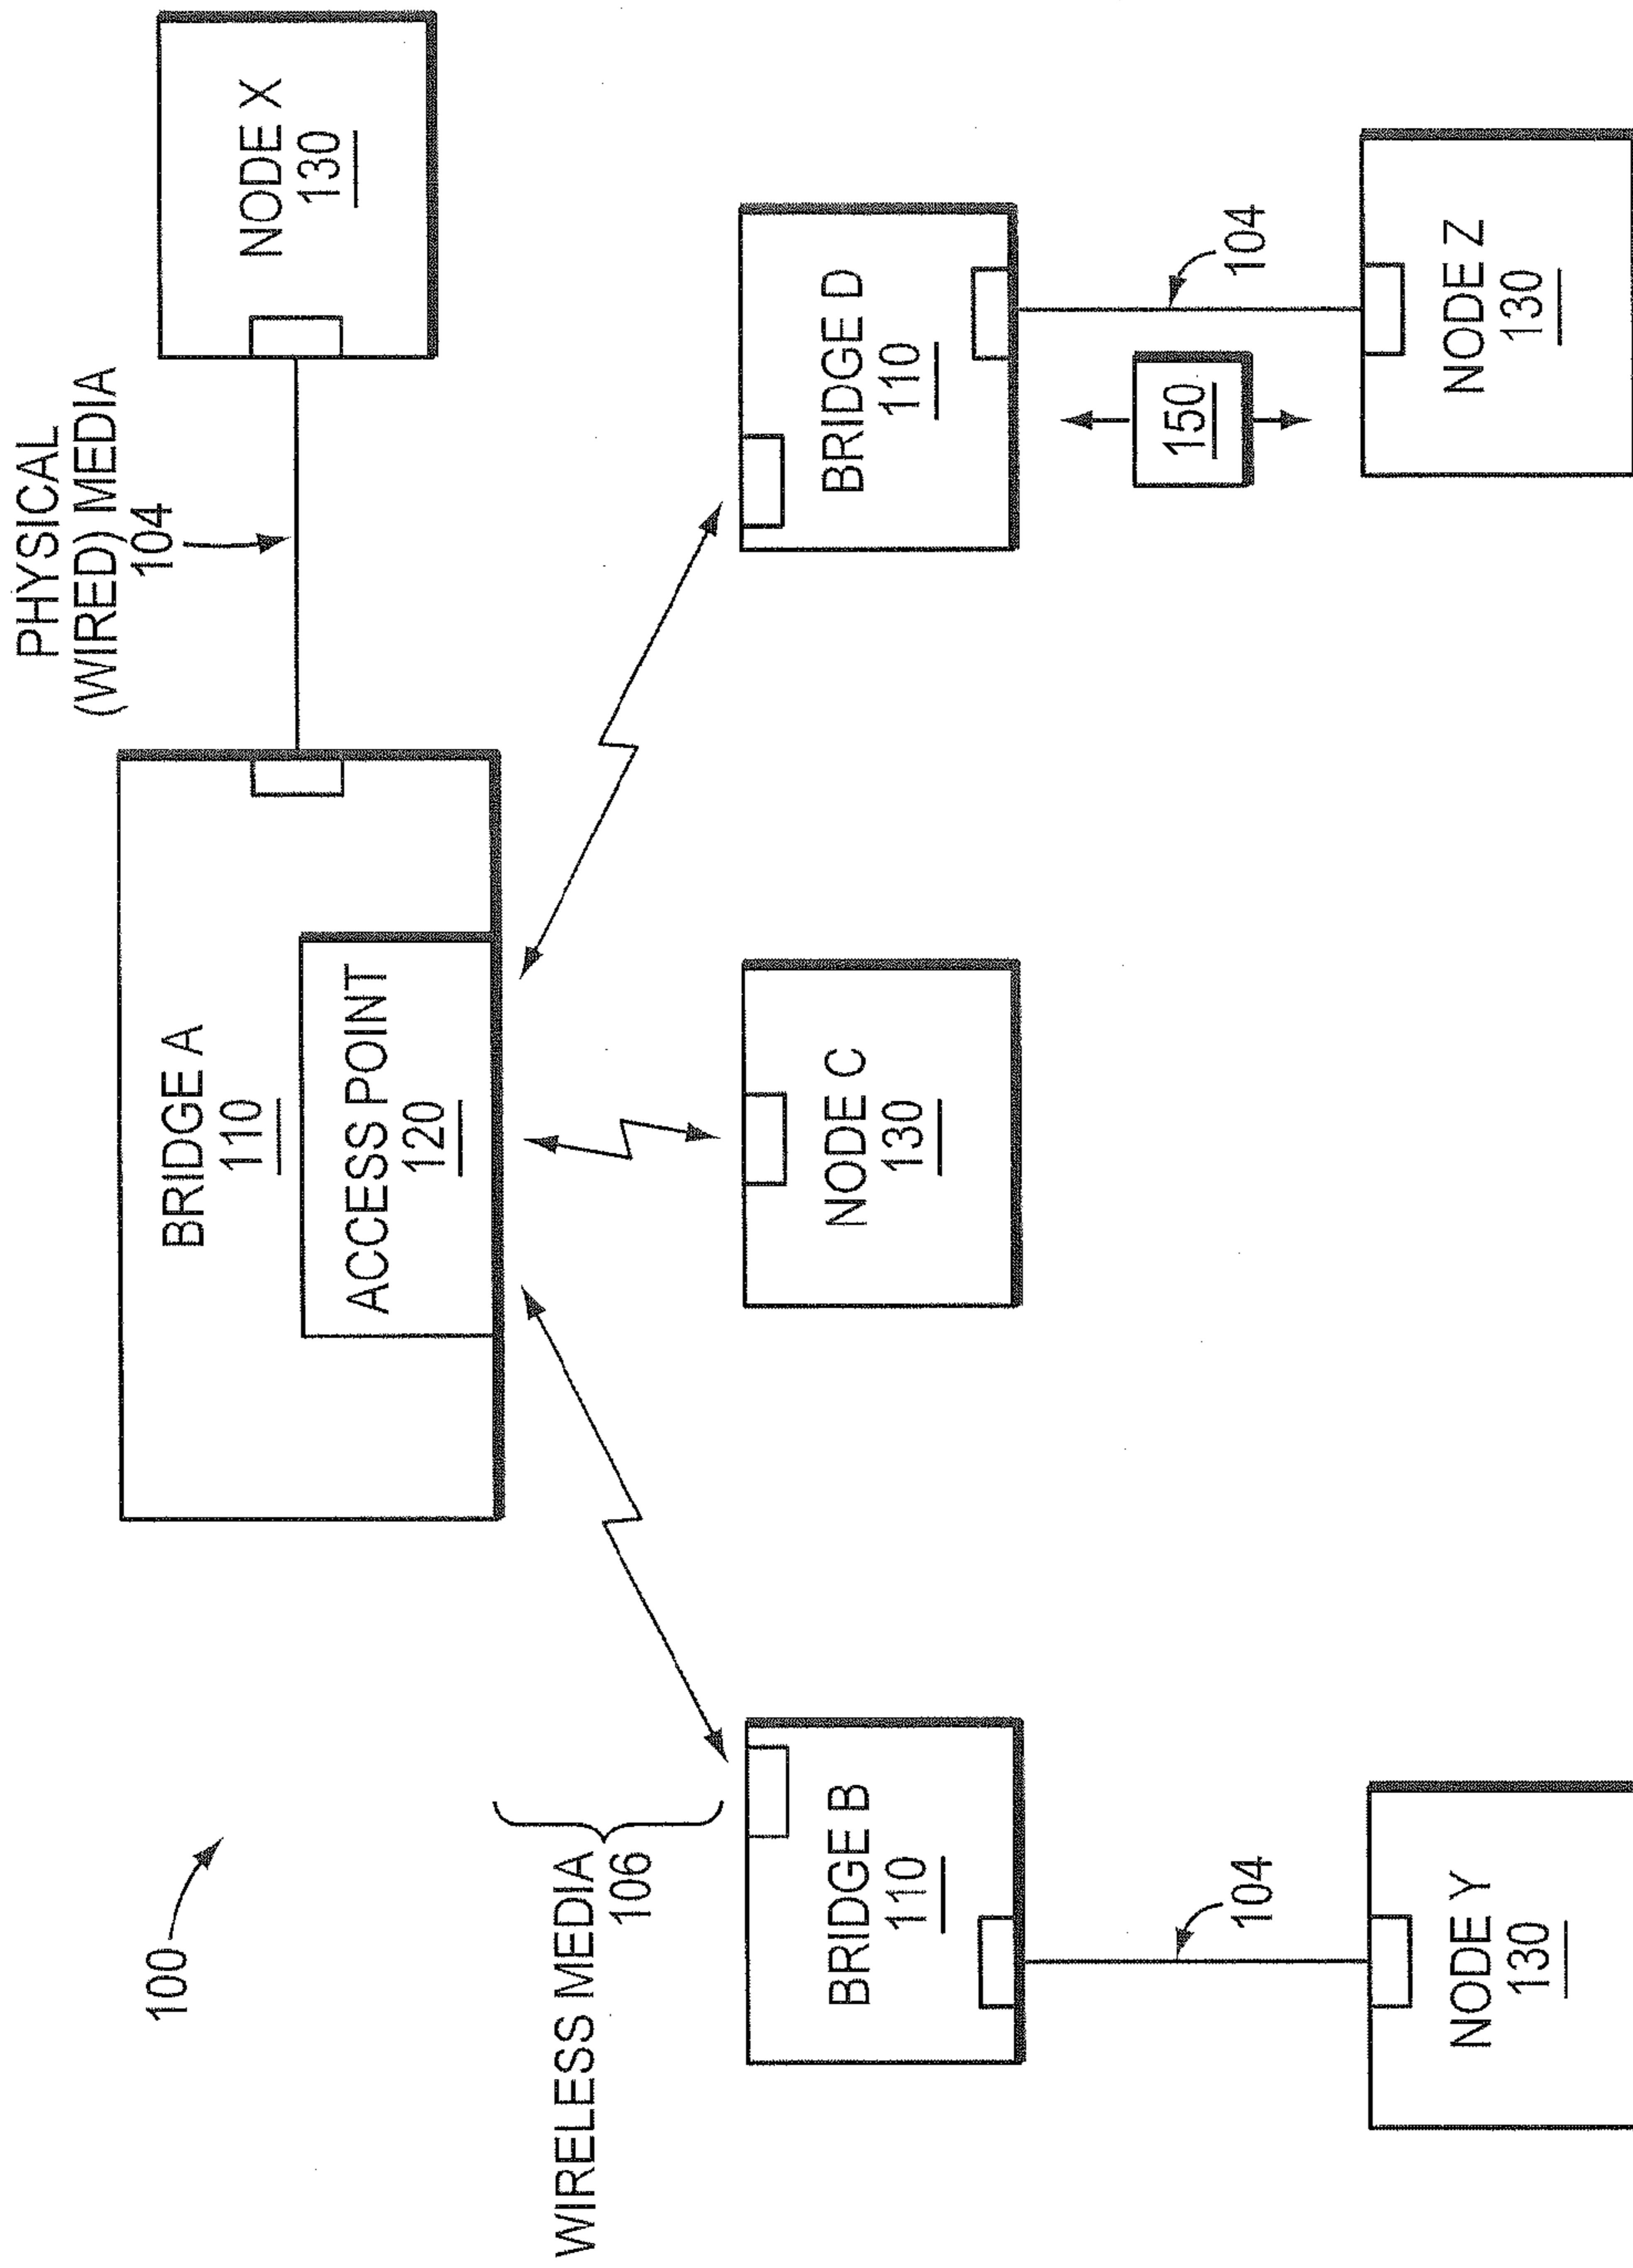 100
PHYSICAL
(WIRED) MEDIA
104
BRIDGE A
110
ACCESS POINT
120
NODE X
130
WIRELESS MEDIA
106
BRIDGE B
110
NODE C
130
BRIDGE D
110
104
150
104
NODE Y
130
NODE Z
130